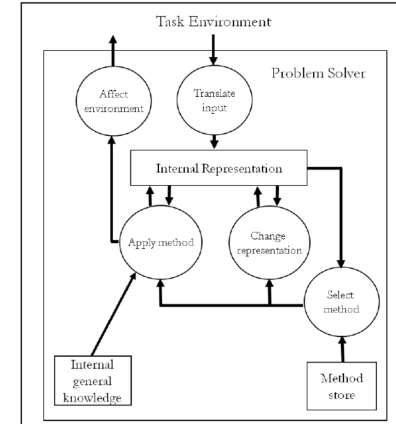 Task Environment
Problem Solver
Affect
environment
Translate
input
Internal Representation
Apply method
Change
representation
Select
method
Internal
general
knowledge
Method
store